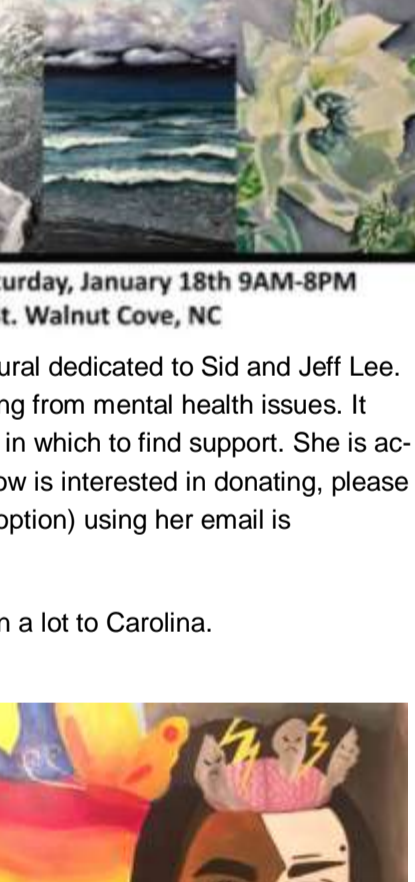 urday, January 18th 9AM-8PM
t. Walnut Cove, NC
ural dedicated to Sid and Jeff Lee.
ng from mental health issues. It
in which to find support. She is ac-
ow is interested in donating, please
option) using her email is
n a lot to Carolina.